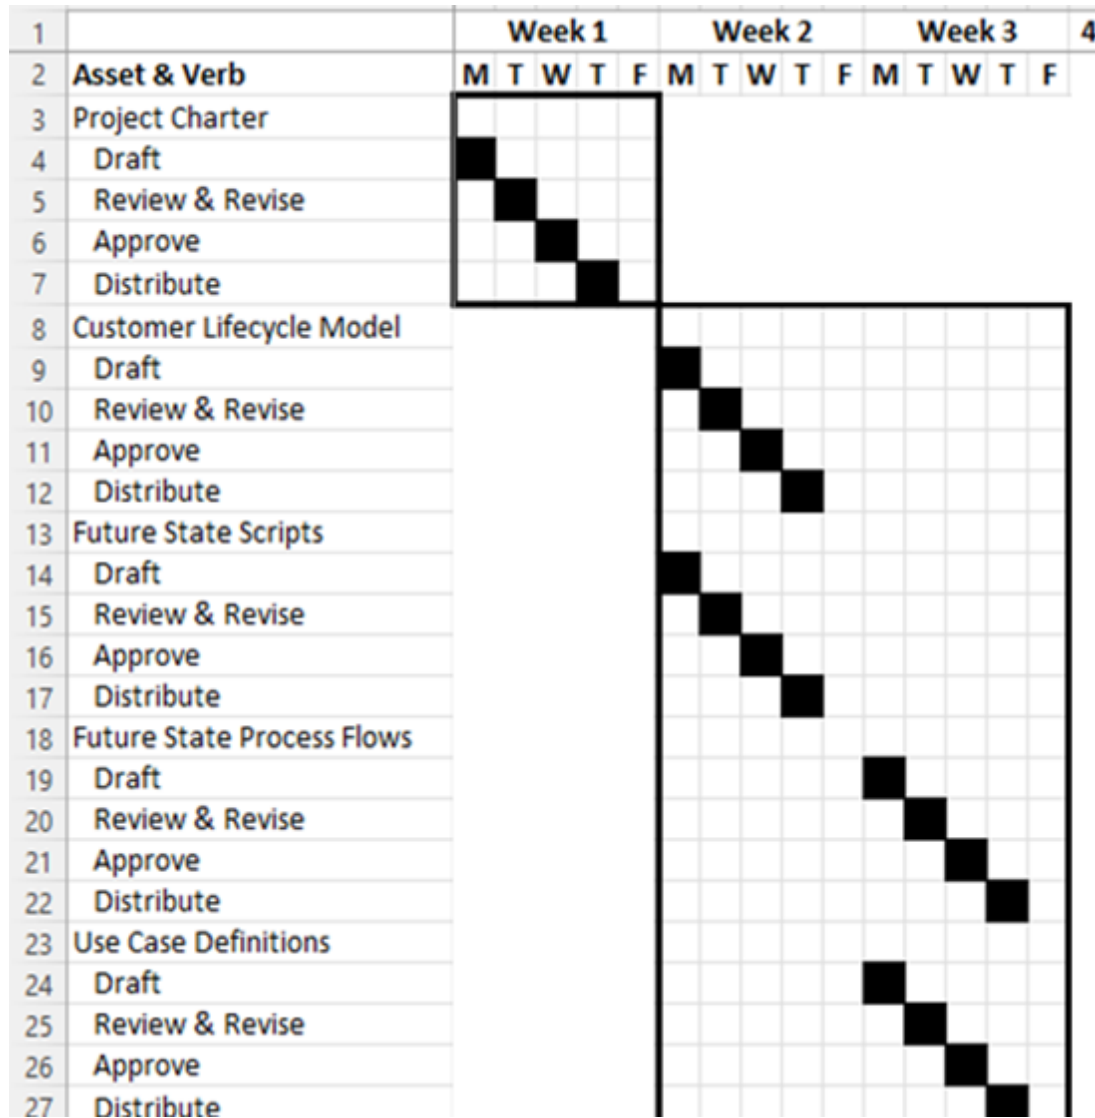 1 Week 1 Week 2 Week 3 4
2 Asset & Verb M T W T F M T W T F M T W T F
3 Project Charter
4 Draft
5 Review & Revise
6 Approve
7 Distribute
8 Customer Lifecycle Model
9 Draft
10 Review & Revise
11 Approve
12 Distribute
13 Future State Scripts
14 Draft
15 Review & Revise
16 Approve
17 Distribute
18 Future State Process Flows
19 Draft
20 Review & Revise
21 Approve
22 Distribute
23 Use Case Definitions
24 Draft
25 Review & Revise
26 Approve
27 Distribute